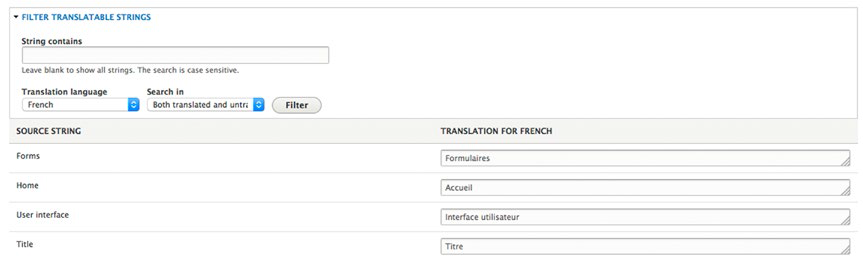 FILTER TRANSLATABLE STRINGS
String contains
Leave blank to show all strings. The search is case sensitive.
Translation language Search in
French Both translated and untra Filter
SOURCE STRING TRANSLATION FOR FRENCH
Forms Formulaires
Home Accueil
User interface Interface utilisateur
Title Titre